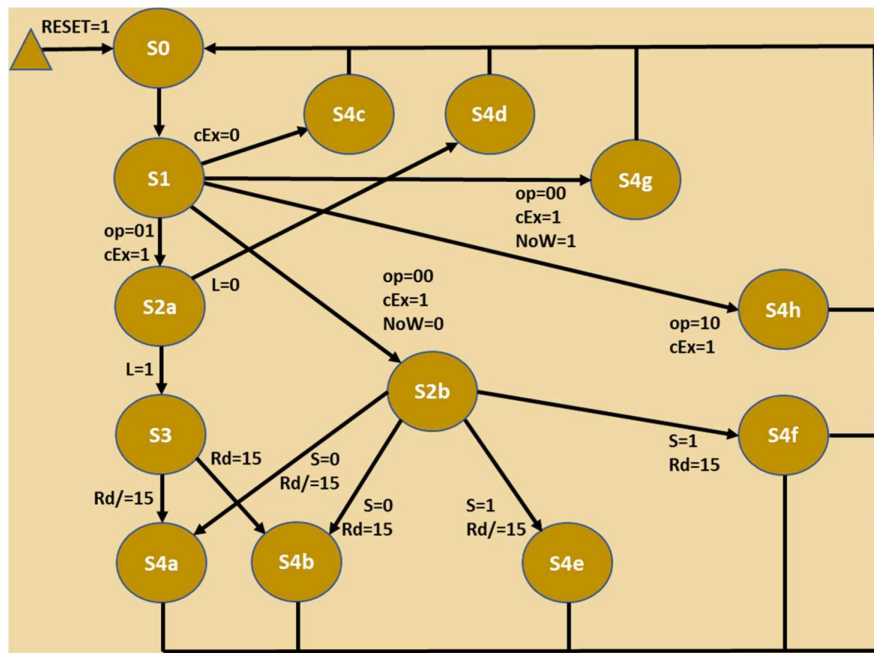 RESET=1
S0
S4c
S4d
cEx=0
S1
S4g
op=00
cEx=1
NoW=1
op=01
cEx=1
S2a
L=0
op=00
cEx=1
NoW=0
S4h
op=10
cEx=1
L=1
S2b
S3
Rd=15
S=0
Rd/=15
S4f
S=1
Rd=15
Rd/=15
S=0
Rd=15
S=1
Rd/=15
S4a
S4b
S4e